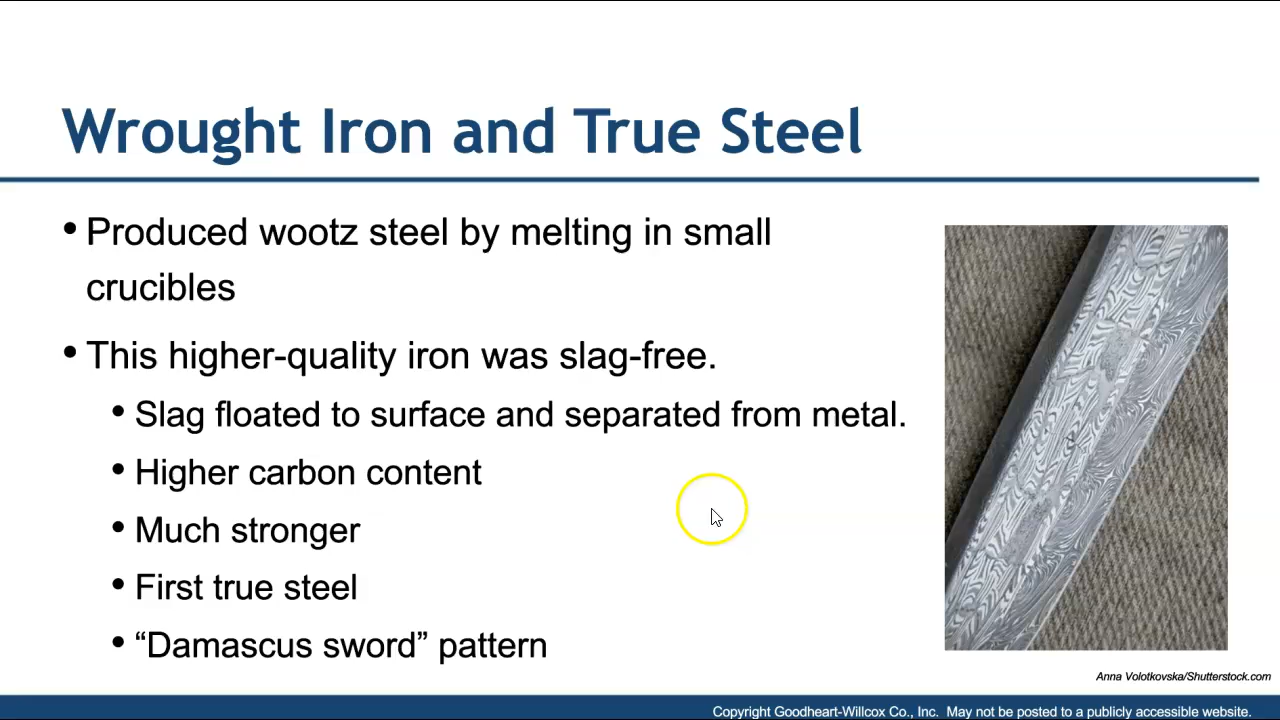 Wrought Iron and True Steel
• Produced wootz steel by melting in small
crucibles
• This higher-quality iron was slag-free.
• Slag floated to surface and separated from metal.
• Higher carbon content
• Much stronger
• First true steel
• “Damascus sword” pattern
Anna Volotkovska/Shutterstock.com
Copyright Goodheart-Willcox Co., Inc. May not be posted to a publicly accessible website.